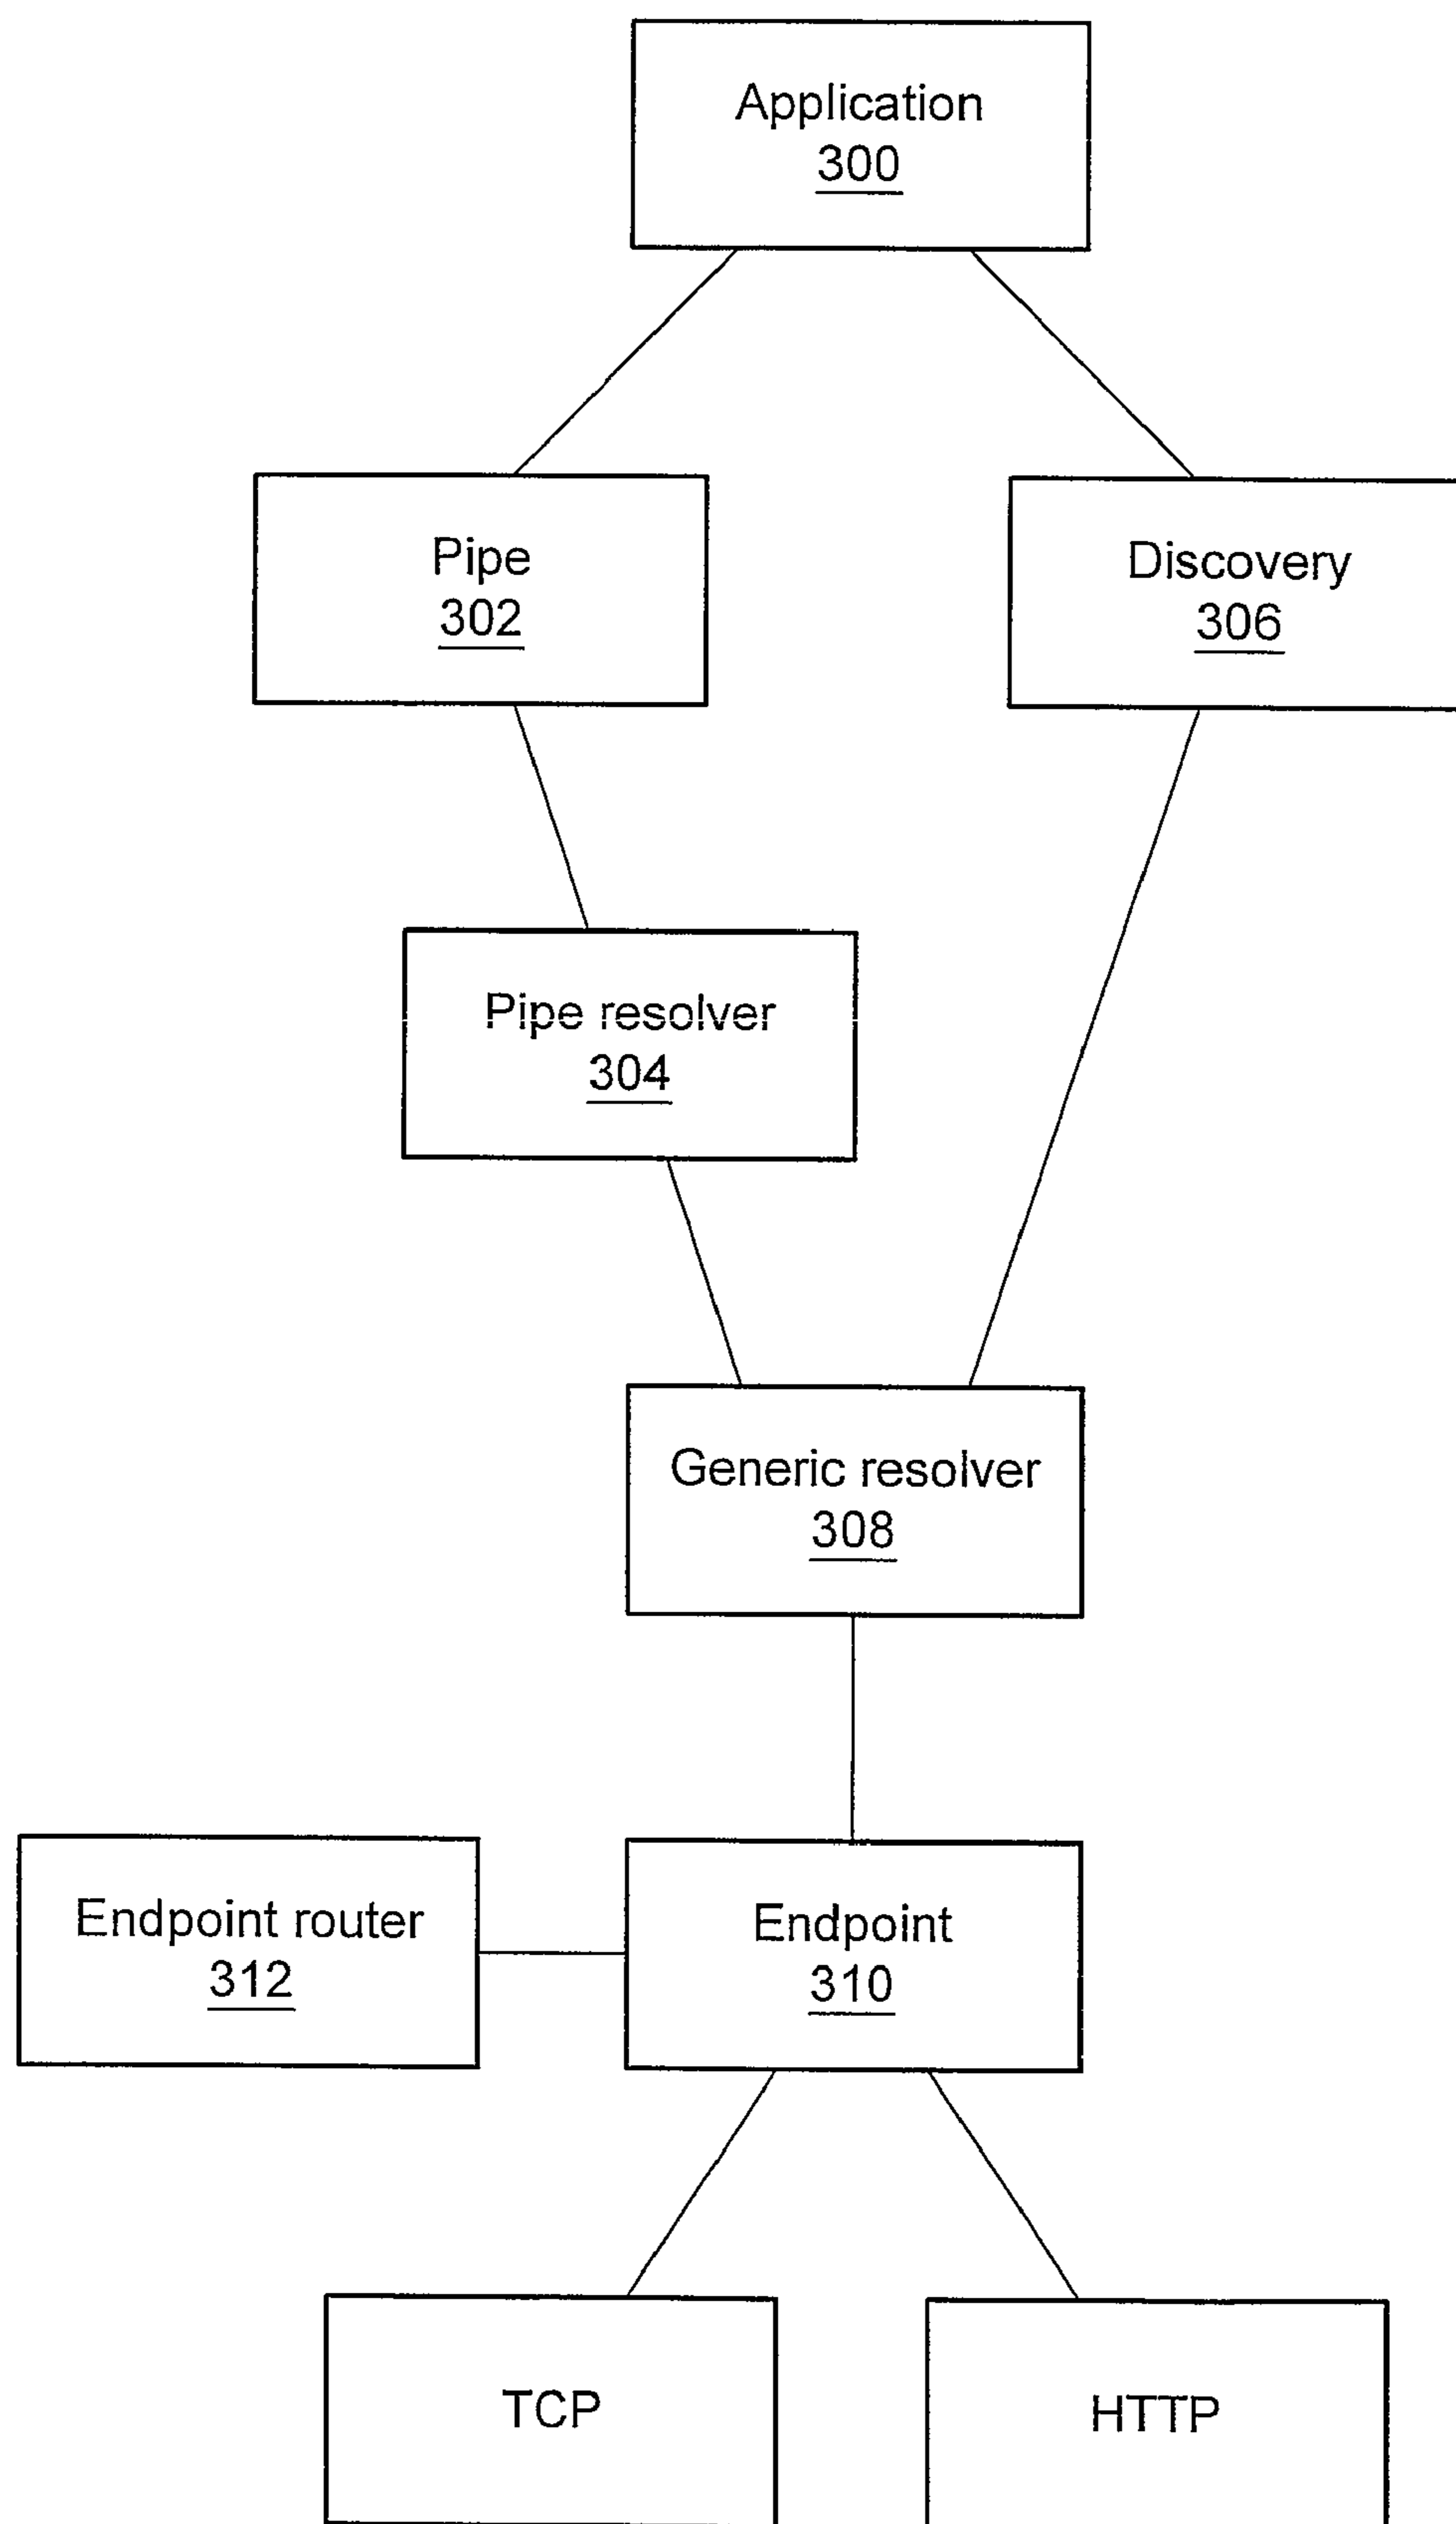 Application
300
Pipe
302
Discovery
306
Pipe resolver
304
Generic resolver
308
Endpoint router
312
Endpoint
310
TCP
HTTP